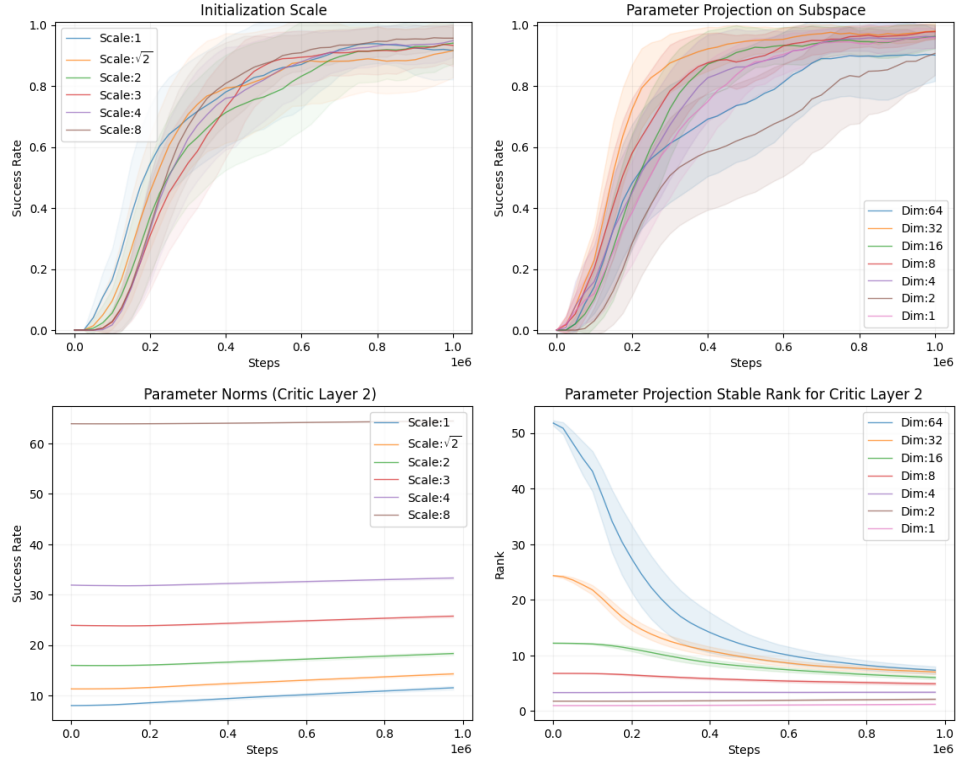 Initialization Scale
Success Rate
1.0
0.8
0.6
0.4
0.2
0.0
Scale:1
Scale:√2
Scale:2
Scale:3
Scale:4
Scale:8
0.0 0.2 0.4 0.6 0.8 1.0
1e6
Steps
Parameter Projection on Subspace
Success Rate
1.0
0.8
0.6
0.4
0.2
0.0
Dim:64
Dim:32
Dim:16
Dim:8
Dim:4
Dim:2
Dim:1
0.0 0.2 0.4 0.6 0.8 1.0
1e6
Steps
Parameter Norms (Critic Layer 2)
Success Rate
60
50
40
30
20
10
Scale:1
Scale:√2
Scale:2
Scale:3
Scale:4
Scale:8
0.0 0.2 0.4 0.6 0.8 1.0
1e6
Steps
Parameter Projection Stable Rank for Critic Layer 2
Rank
50
40
30
20
10
0
Dim:64
Dim:32
Dim:16
Dim:8
Dim:4
Dim:2
Dim:1
0.0 0.2 0.4 0.6 0.8 1.0
1e6
Steps